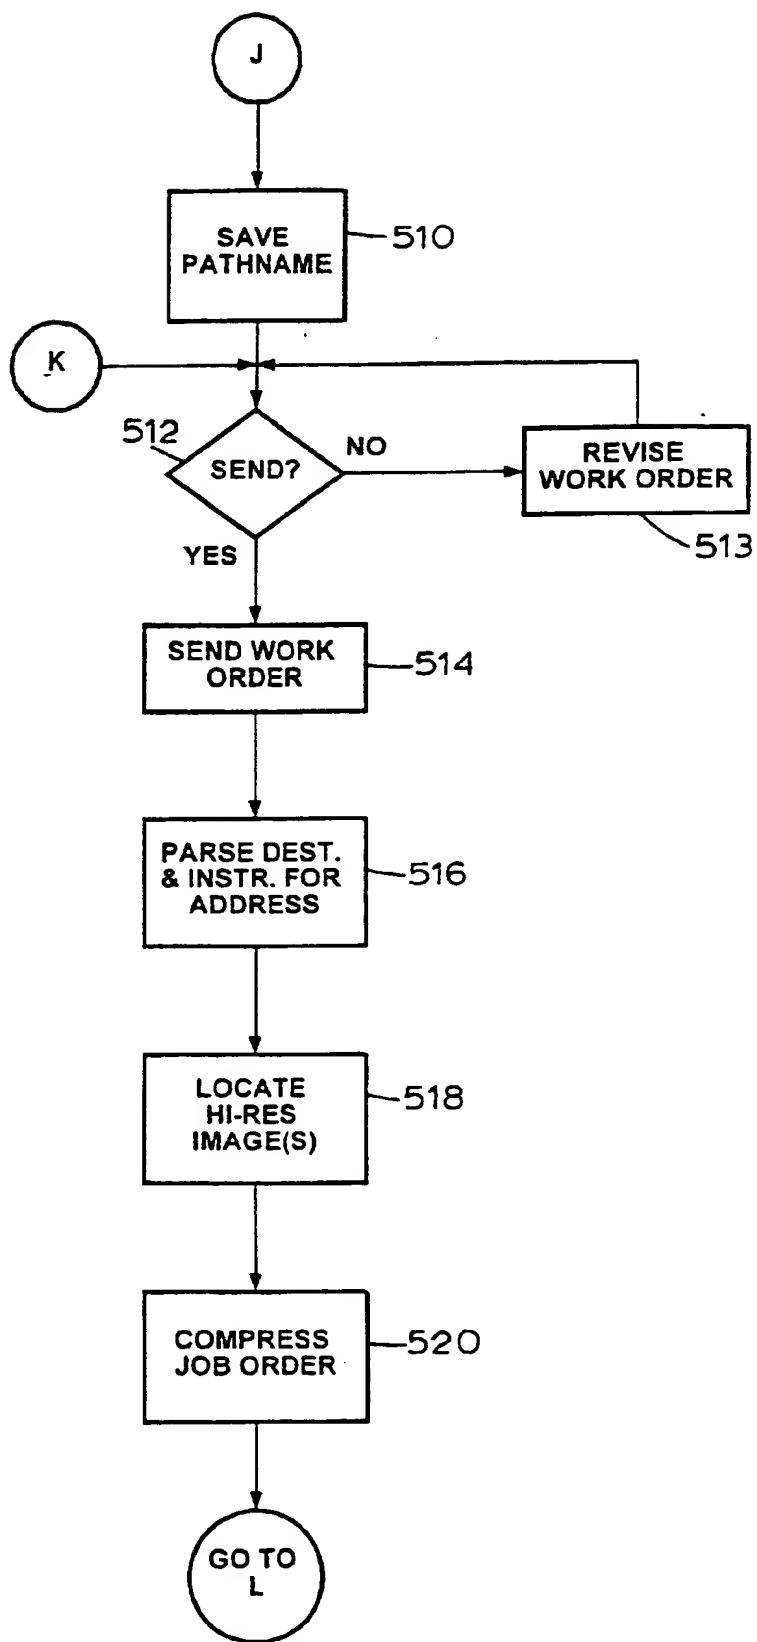 J
SAVE
PATHNAME
510
K
512
SEND?
NO
REVISE
WORK ORDER
513
YES
SEND WORK
ORDER
514
PARSE DEST.
& INSTR. FOR
ADDRESS
516
LOCATE
HI-RES
IMAGE(S)
518
COMPRESS
JOB ORDER
520
GO TO
L